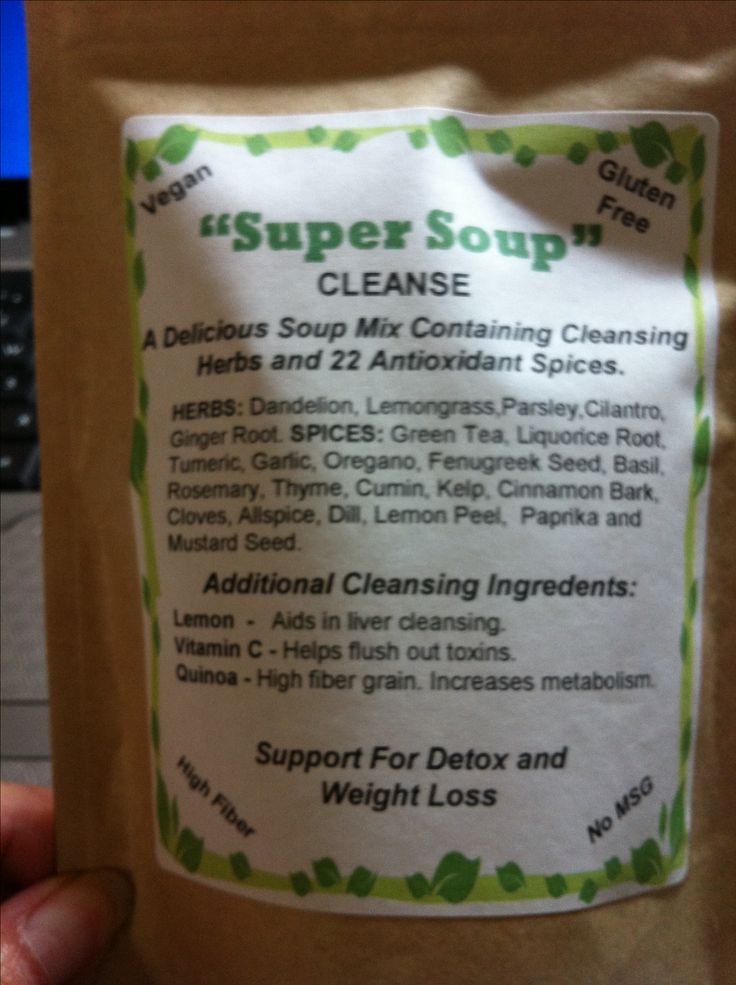 Vegan
Gluten
Free
“Super Soup”
CLEANSE
A Delicious Soup Mix Containing Cleansing
Herbs and 22 Antioxidant Spices.
HERBS: Dandelion, Lemongrass,Parsley,Cilantro,
Ginger Root. SPICES: Green Tea, Liquorice Root,
Tumeric, Garlic, Oregano, Fenugreek Seed, Basil,
Rosemary, Thyme, Cumin, Kelp, Cinnamon Bark,
Cloves, Allspice, Dill, Lemon Peel, Paprika and
Mustard Seed.
Additional Cleansing Ingredents:
Lemon - Aids in liver cleansing.
Vitamin C - Helps flush out toxins.
Quinoa - High fiber grain. Increases metabolism.
Support For Detox and
Weight Loss
High Fiber
No MSG